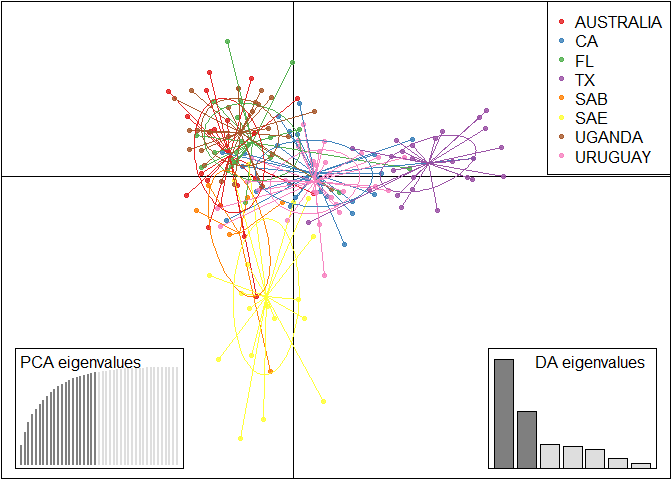 AUSTRALIA
CA
FL
TX
SAB
SAE
UGANDA
URUGUAY
PCA eigenvalues
DA eigenvalues